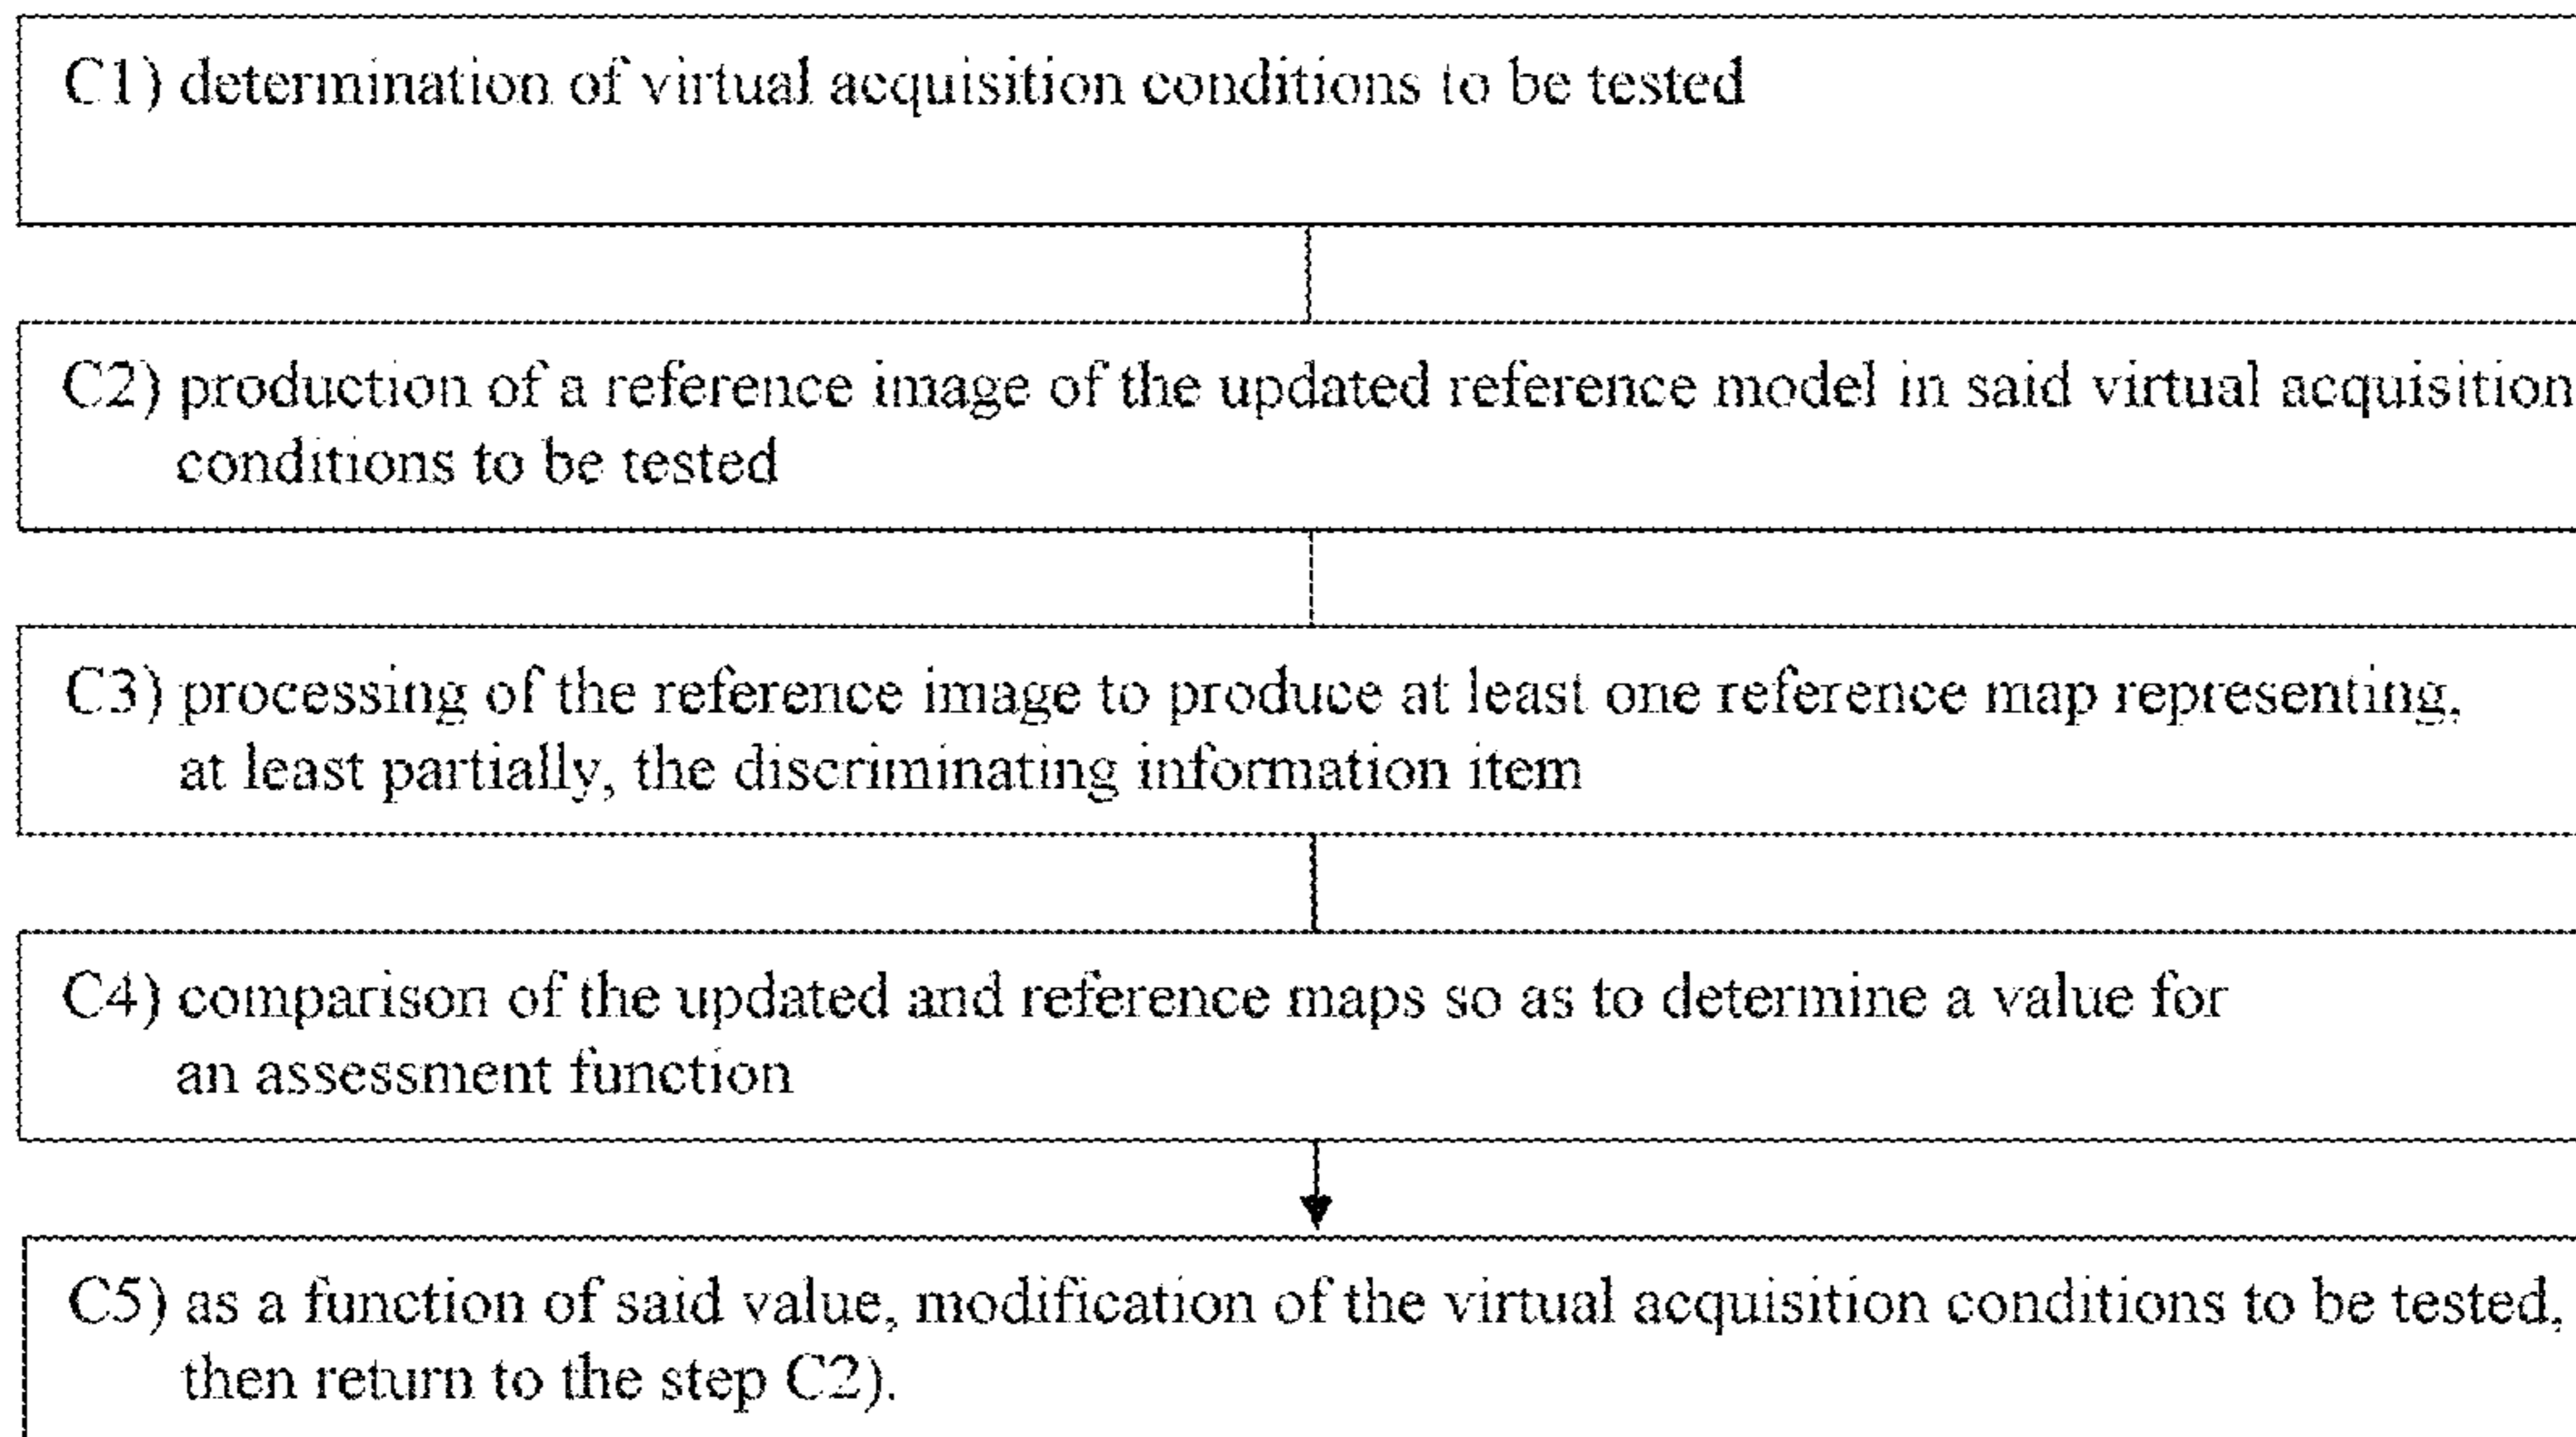 C1) determination of virtual acquisition conditions to be tested
C2) production of a reference image of the updated reference model in said virtual acquisition
conditions to be tested
C3) processing of the reference image to produce at least one reference map representing,
at least partially, the discriminating information item
C4) comparison of the updated and reference maps so as to determine a value for
an assessment function
C5) as a function of said value, modification of the virtual acquisition conditions to be tested,
then return to the step C2).